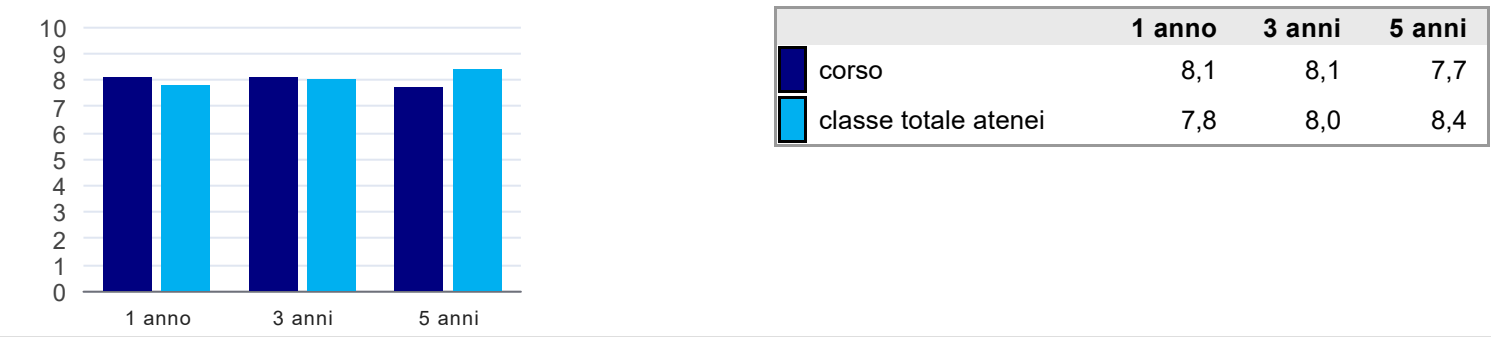 10
9
8
7
6
5
4
3
2
1
0
1 anno 3 anni 5 anni
1 anno 3 anni 5 anni
corso 8,1 8,1 7,7
classe totale atenei 7,8 8,0 8,4